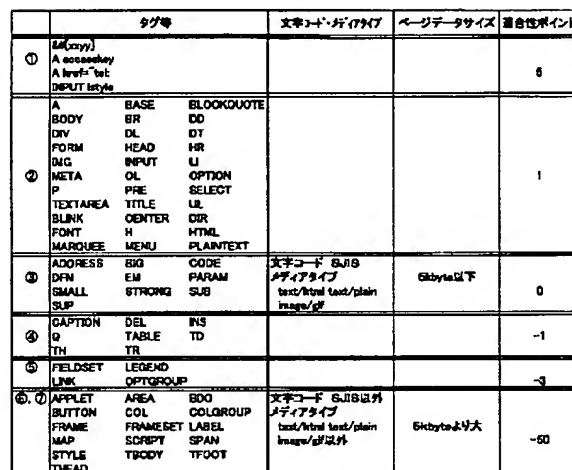 タグ等 文字コード・メディアタイプ ページデータサイズ 適合性ポイント
① &#[xxyy]
A accesskey
A href="tel:
INPUT istyle
5
② A BASE BLOCKQUOTE
BODY BR DD
DIV DL DT
FORM HEAD HR
IMG INPUT LI
META OL OPTION
P PRE SELECT
TEXTAREA TITLE UL
BLINK CENTER DIR
FONT H HTML
MARQUEE MENU PLAINTEXT
1
③ ADDRESS BIG CODE 文字コード SJIS
DFN EM PARAM メディアタイプ 5kbyte以下
SMALL STRONG SUB text/html text/plain 0
SUP image/gif
④ CAPTION DEL INS
Q TABLE TD -1
TH TR
⑤ FIELDSET LEGEND
LINK OPTGROUP -3
⑥, ⑦ APPLET AREA BDO 文字コード SJIS以外
BUTTON COL COLGROUP メディアタイプ
FRAME FRAMESET LABEL text/html text/plain 5kbyteより大
MAP SCRIPT SPAN image/gif以外 -50
STYLE TBODY TFOOT
THEAD